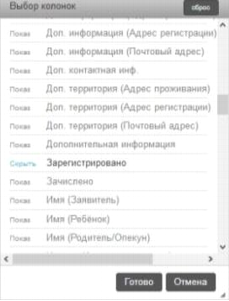 Выбор колонок сброс
Показ Доп. информация (Адрес регистрации)
Показ Доп. информация (Почтовый адрес)
Показ Доп. контактная инф.
Показ Доп. территория (Адрес проживания)
Показ Доп. территория (Адрес регистрации)
Показ Доп. территория (Почтовый адрес)
Показ Дополнительная информация
Скрыть Зарегистрировано
Показ Зачислено
Показ Имя (Заявитель)
Показ Имя (Ребёнок)
Показ Имя (Родитель/Опекун)
Готово Отмена